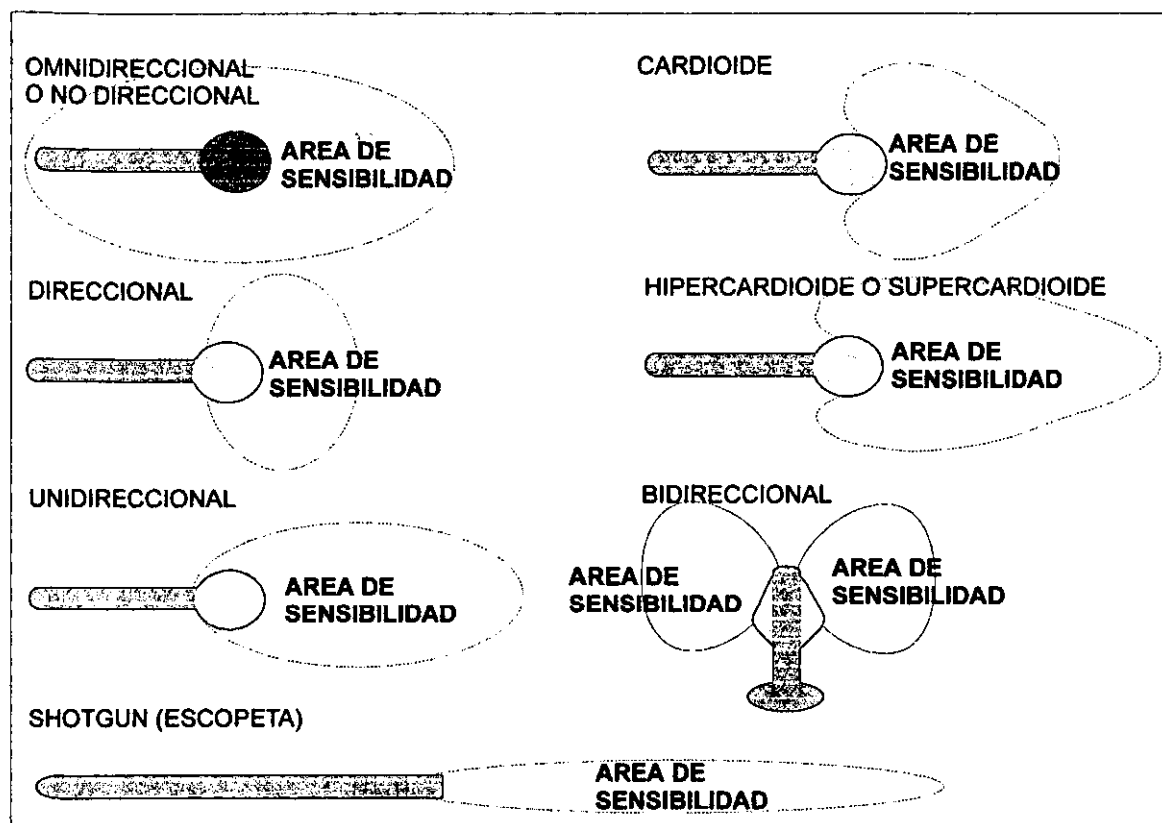 OMNIDIRECCIONAL
O NO DIRECCIONAL
AREA DE
SENSIBILIDAD
CARDIOIDE
AREA DE
SENSIBILIDAD
DIRECCIONAL
AREA DE
SENSIBILIDAD
HIPERCARDIOIDE O SUPERCARDIOIDE
AREA DE
SENSIBILIDAD
UNIDIRECCIONAL
AREA DE
SENSIBILIDAD
BIDIRECCIONAL
AREA DE
SENSIBILIDAD
AREA DE
SENSIBILIDAD
SHOTGUN (ESCOPETA)
AREA DE
SENSIBILIDAD